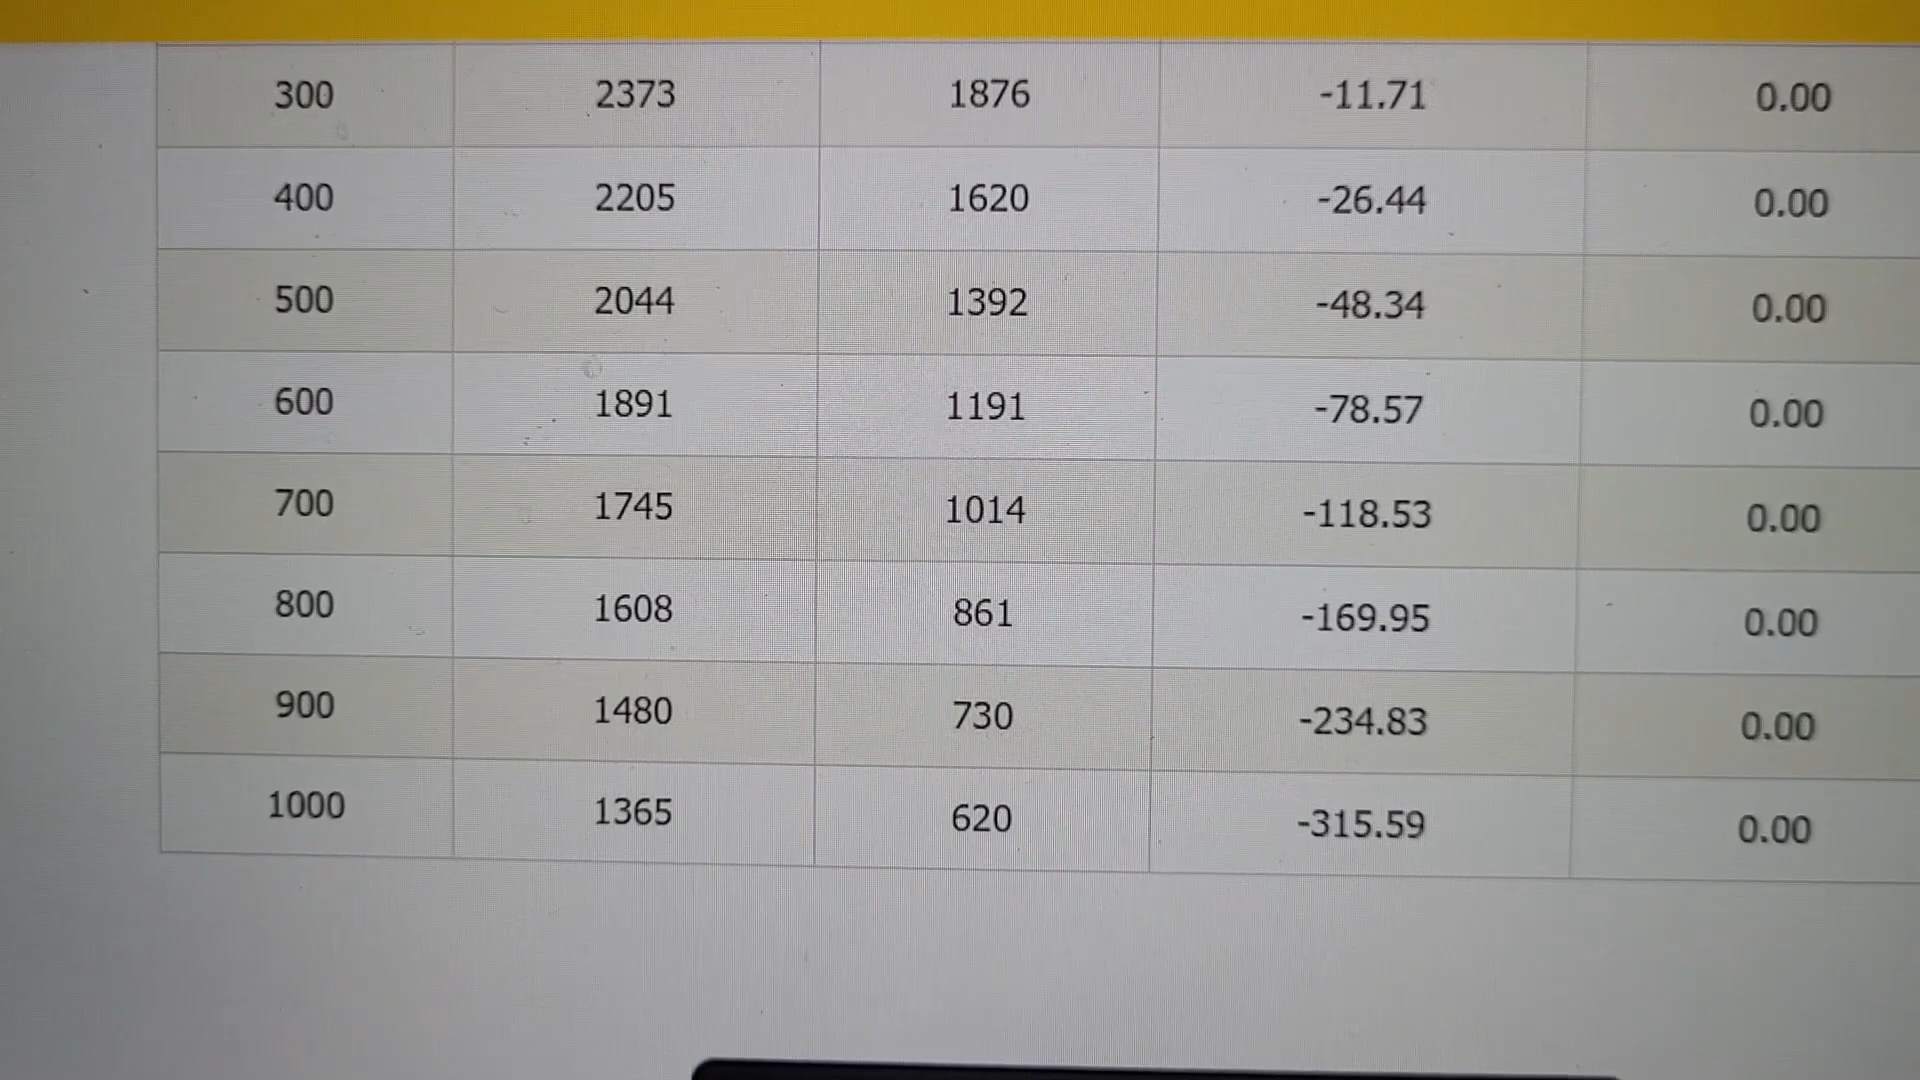 300 2373 1876 -11.71 0.00
400 2205 1620 -26.44 0.00
500 2044 1392 -48.34 0.00
600 1891 1191 -78.57 0.00
700 1745 1014 -118.53 0.00
800 1608 861 -169.95 0.00
900 1480 730 -234.83 0.00
1000 1365 620 -315.59 0.00